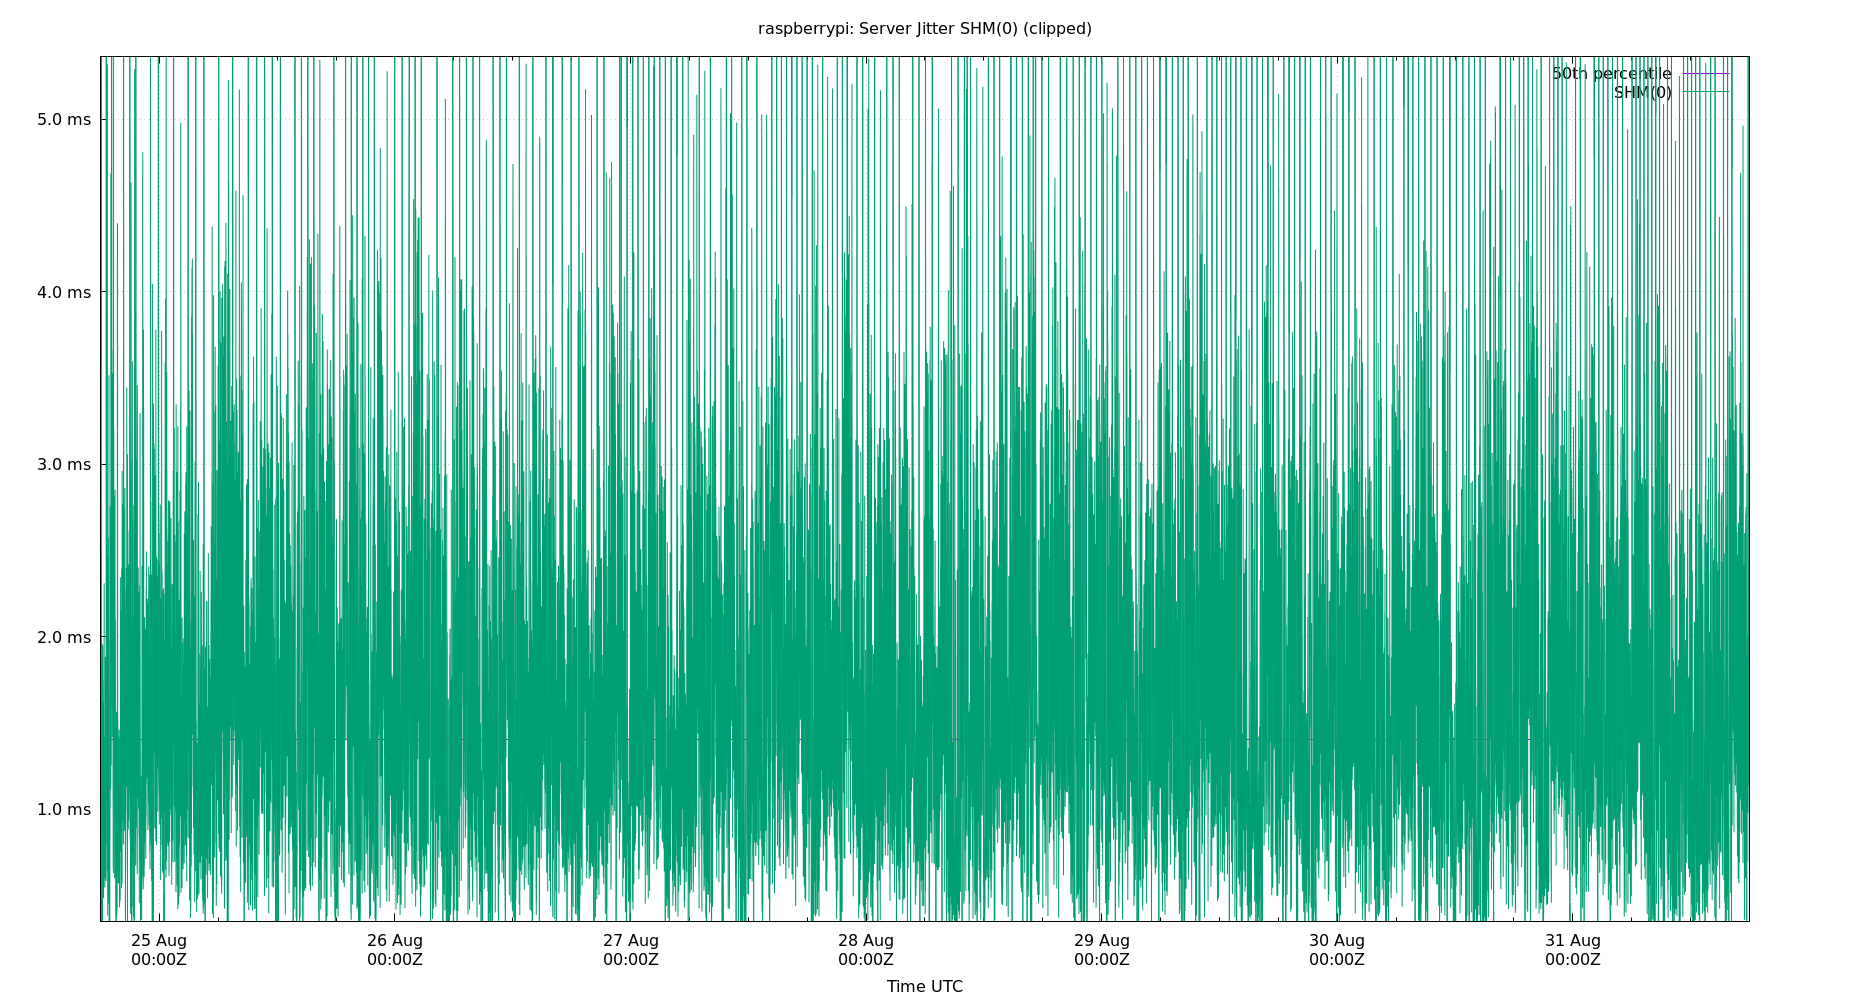 raspberrypi: Server Jitter SHM(0) (clipped)
50th percentile
SHM(0)
5.0 ms
4.0 ms
3.0 ms
2.0 ms
1.0 ms
25 Aug 26 Aug 27 Aug 28 Aug 29 Aug 30 Aug 31 Aug
00:00Z 00:00Z 00:00Z 00:00Z 00:00Z 00:00Z 00:00Z
Time UTC